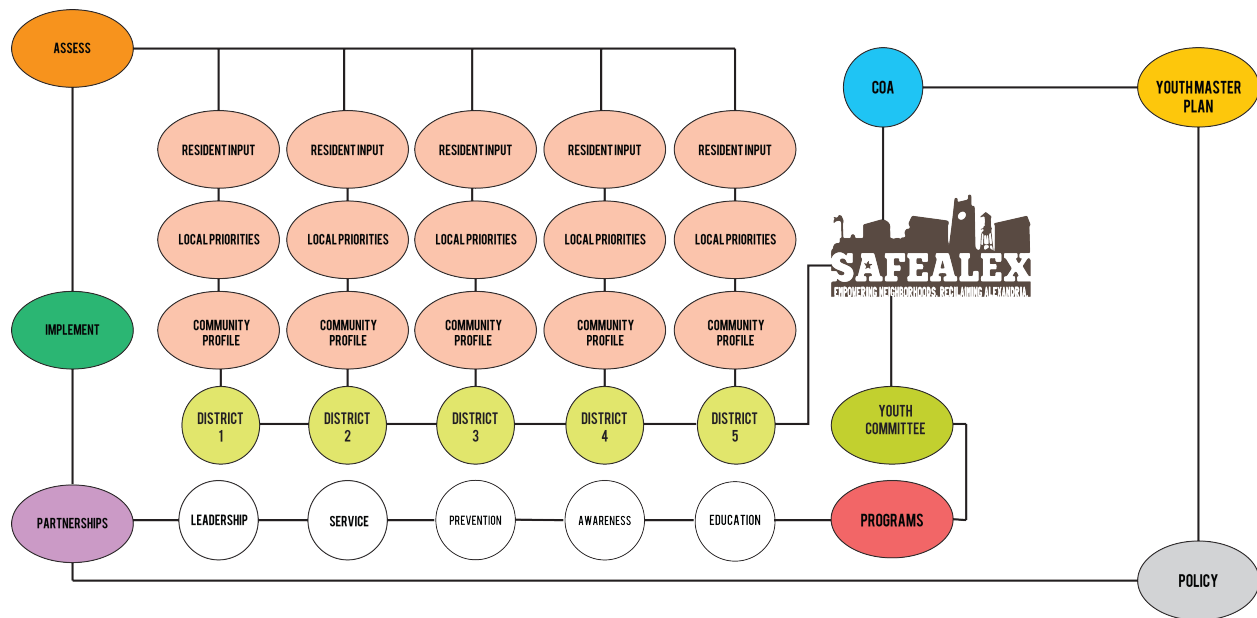 ASSESS
COA
YOUTH MASTER
PLAN
RESIDENT INPUT
RESIDENT INPUT
RESIDENT INPUT
RESIDENT INPUT
RESIDENT INPUT
LOCAL PRIORITIES
LOCAL PRIORITIES
LOCAL PRIORITIES
LOCAL PRIORITIES
LOCAL PRIORITIES
SAFEALEX
EMPOWERING NEIGHBORHOODS. RECLAIMING ALEXANDRIA.
IMPLEMENT
COMMUNITY
PROFILE
COMMUNITY
PROFILE
COMMUNITY
PROFILE
COMMUNITY
PROFILE
COMMUNITY
PROFILE
DISTRICT
1
DISTRICT
2
DISTRICT
3
DISTRICT
4
DISTRICT
5
YOUTH
COMMITTEE
PARTNERSHIPS
LEADERSHIP
SERVICE
PREVENTION
AWARENESS
EDUCATION
PROGRAMS
POLICY